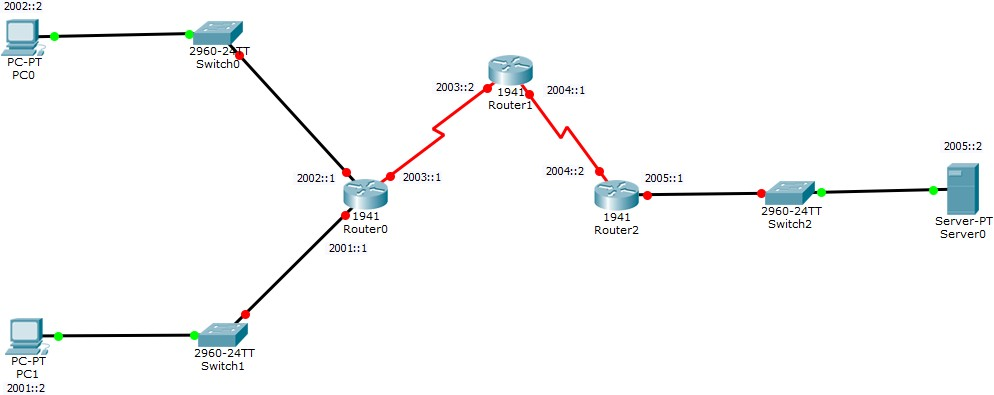 2002::2
PC-PT
PC0
2960-24TT
Switch0
2003::2
1941
Router1
2004::1
2002::1
2003::1
1941
Router0
2001::1
2004::2
1941
Router2
2005::1
2960-24TT
Switch2
2005::2
Server-PT
Server0
2960-24TT
Switch1
PC-PT
PC1
2001::2